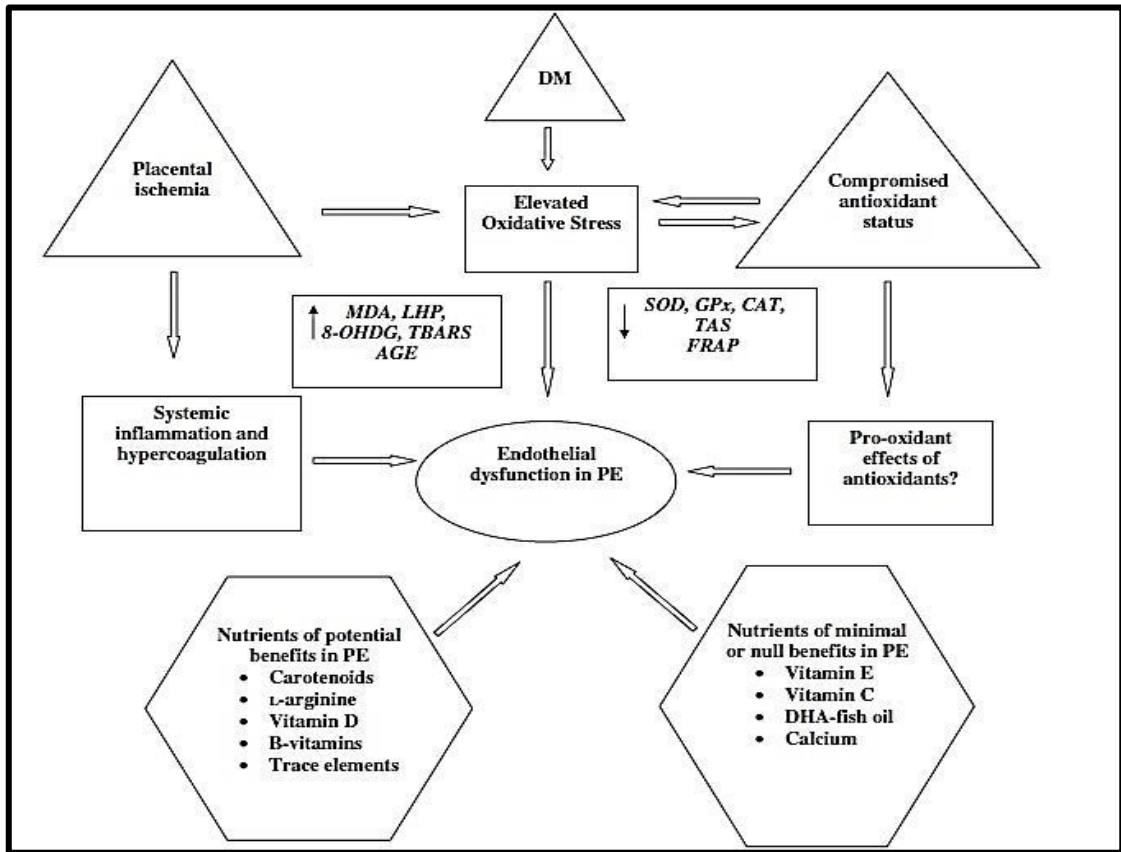 DM
Placental
ischemia
Elevated
Oxidative Stress
Compromised
antioxidant
status
MDA, LHP,
8-OHDG, TBARS
AGE
SOD, GPx, CAT,
TAS
FRAP
Systemic
inflammation and
hypercoagulation
Endothelial
dysfunction in PE
Pro-oxidant
effects of
antioxidants?
Nutrients of potential
benefits in PE
• Carotenoids
• L-arginine
• Vitamin D
• B-vitamins
• Trace elements
Nutrients of minimal
or null benefits in PE
• Vitamin E
• Vitamin C
• DHA-fish oil
• Calcium